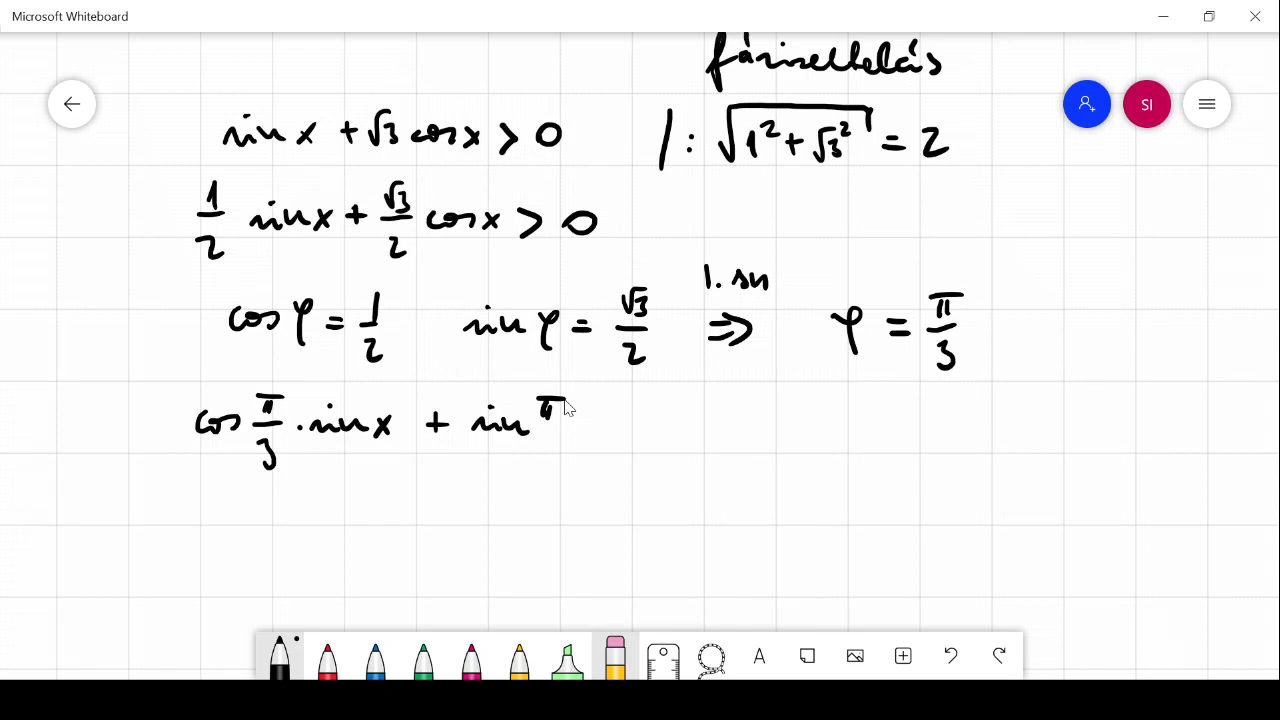 Microsoft Whiteboard
fáziseltolás
SI
sin x + √3 cos x > 0 /: √(1² + √3²) = 2
1/2 sin x + √3/2 cos x > 0
1. sn
cos φ = 1/2 sin φ = √3/2 ⇒ φ = π/3
cos π/3 · sin x + sin π
A